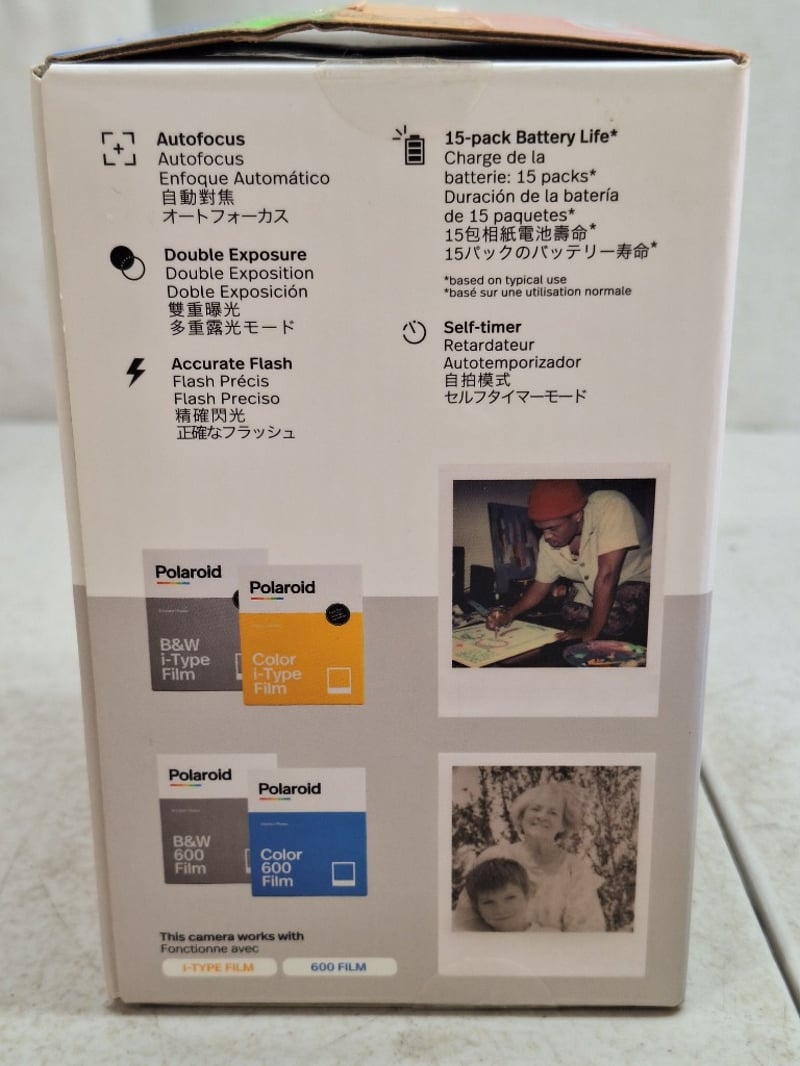 Autofocus
Autofocus
Enfoque Automático
自動對焦
オートフォーカス
Double Exposure
Double Exposition
Doble Exposición
雙重曝光
多重露光モード
Accurate Flash
Flash Précis
Flash Preciso
精確閃光
正確なフラッシュ
15-pack Battery Life*
Charge de la
batterie: 15 packs*
Duración de la batería
de 15 paquetes*
15包相紙電池壽命*
15パックのバッテリー寿命*
*based on typical use
*basé sur une utilisation normale
Self-timer
Retardateur
Autotemporizador
自拍模式
セルフタイマーモード
Polaroid
B&W
i-Type
Film
Polaroid
Color
i-Type
Film
Polaroid
B&W
600
Film
Polaroid
Color
600
Film
This camera works with
Fonctionne avec
i-TYPE FILM
600 FILM